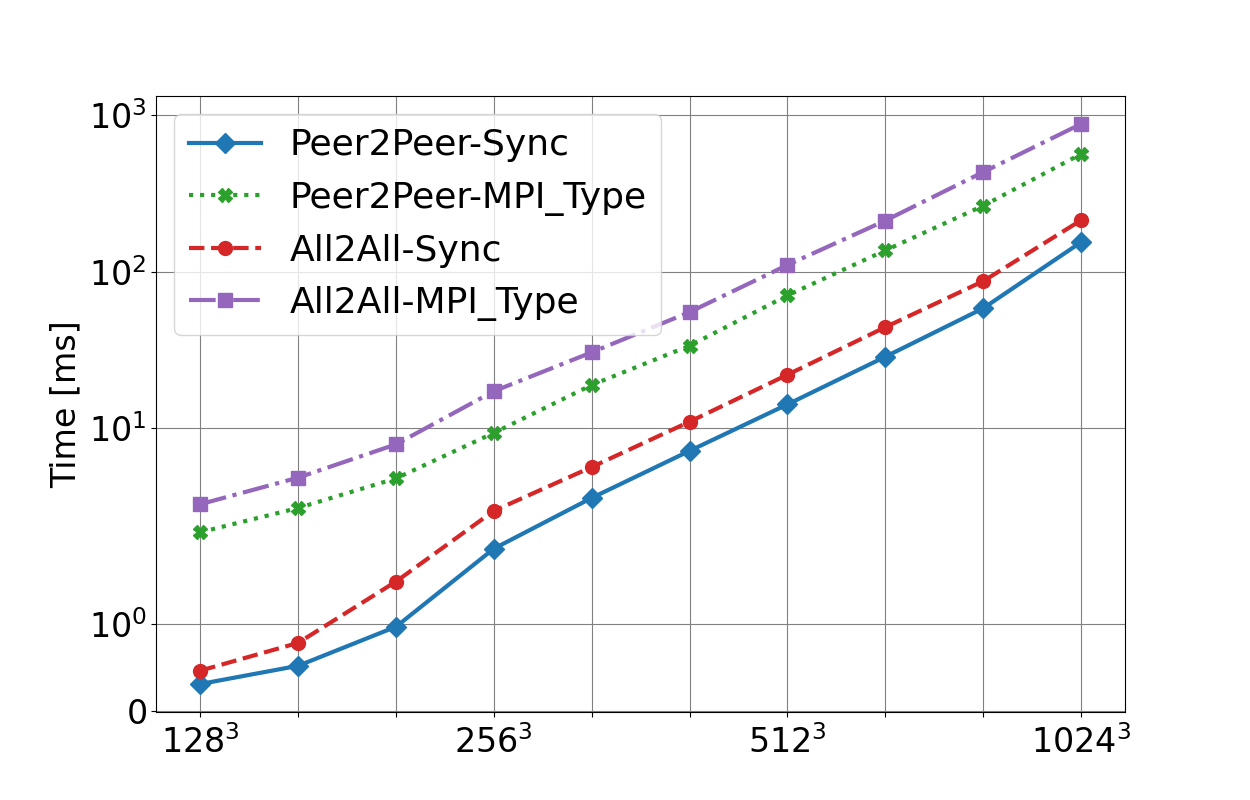 10³
10²
10¹
10⁰
0
Time [ms]
Peer2Peer-Sync
Peer2Peer-MPI_Type
All2All-Sync
All2All-MPI_Type
128³ 256³ 512³ 1024³